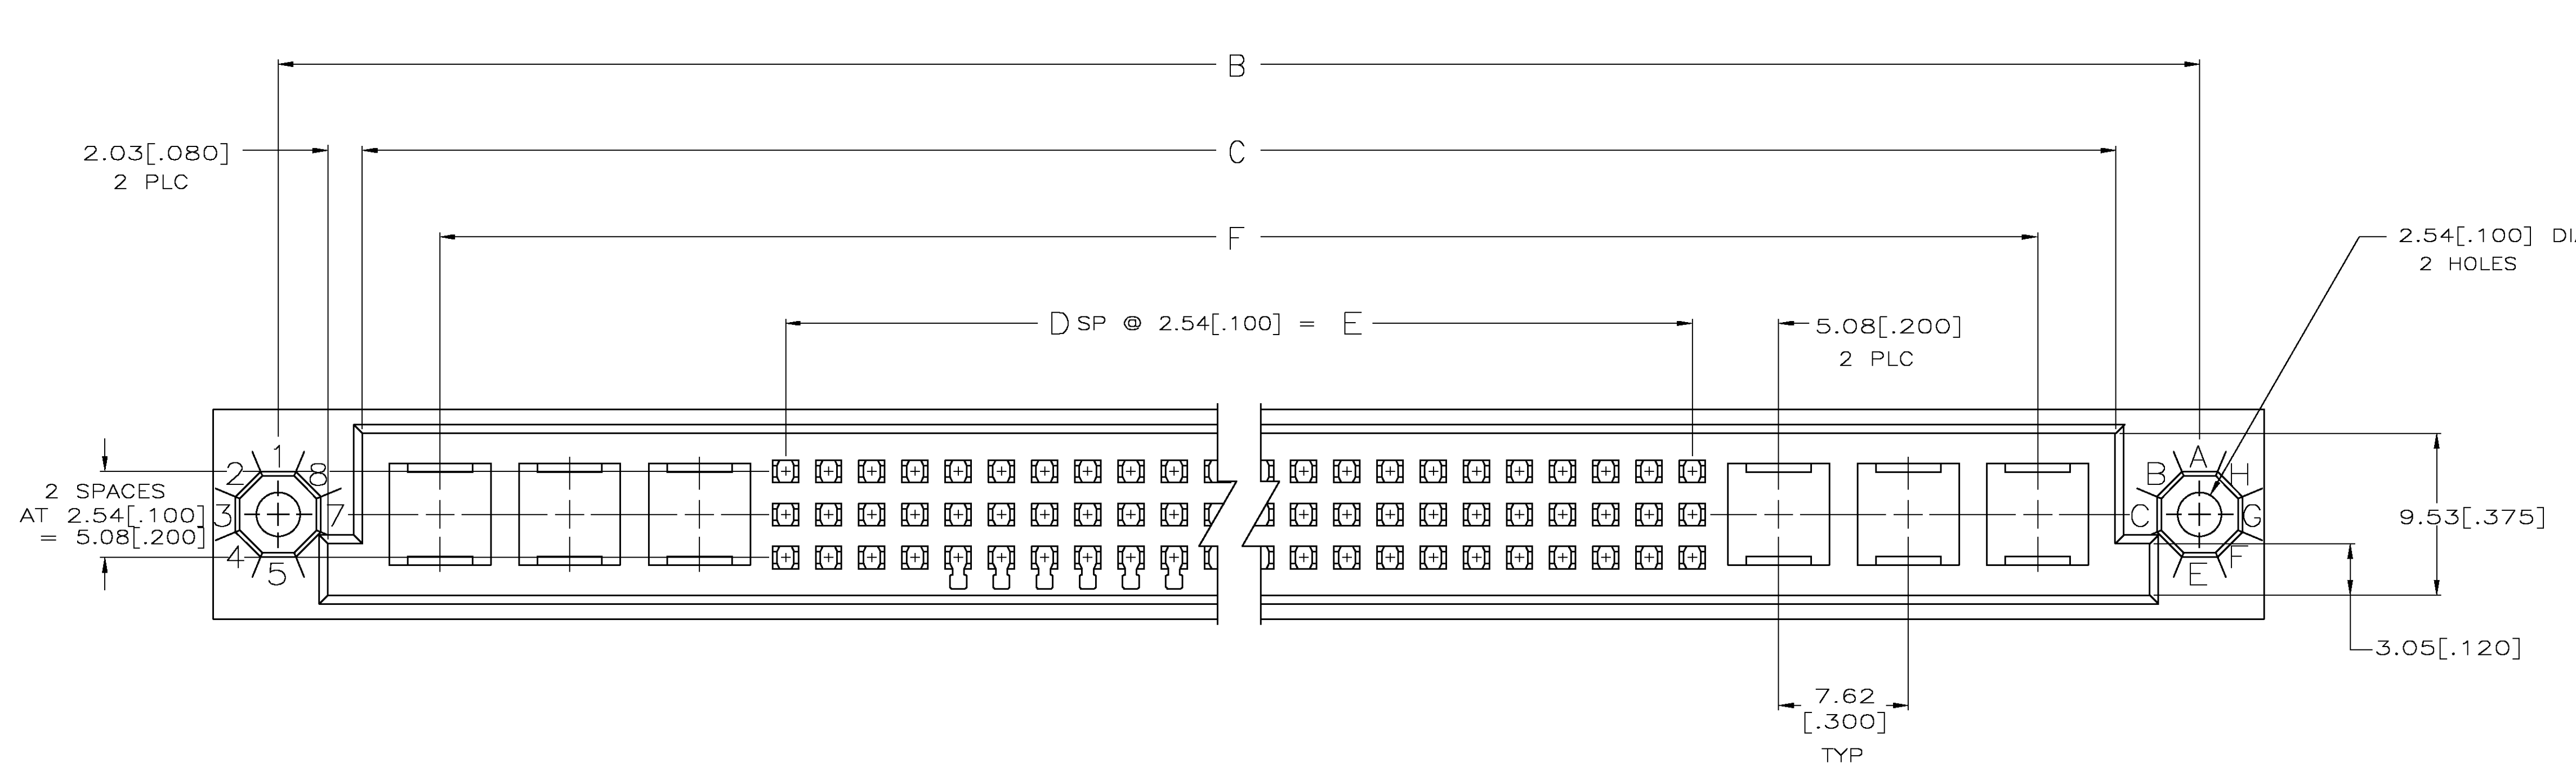 B
2.03[.080]
2 PLC
C
F
2.54[.100]
2 HOLES
D SP @ 2.54[.100] = E
5.08[.200]
2 PLC
1
2
8
3
7
4
5
2 SPACES
AT 2.54[.100]
= 5.08[.200]
A
B
H
C
G
F
E
9.53[.375]
3.05[.120]
7.62
[.300]
TYP